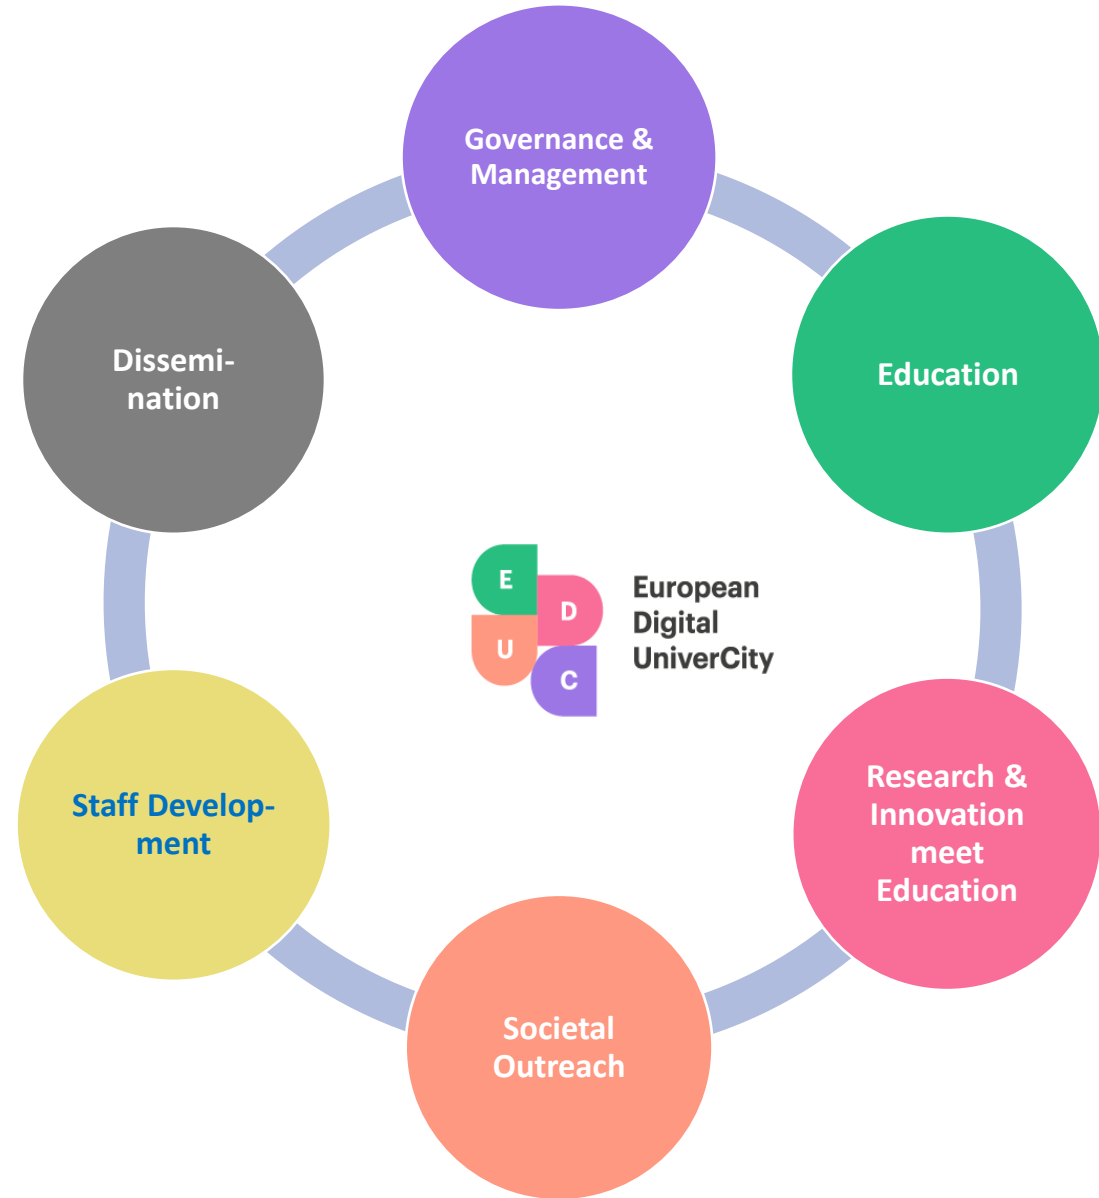 Governance &
Management
Education
Research &
Innovation
meet
Education
Societal
Outreach
Staff Develop-
ment
Dissemi-
nation
E
D
U
C
European
Digital
UniverCity